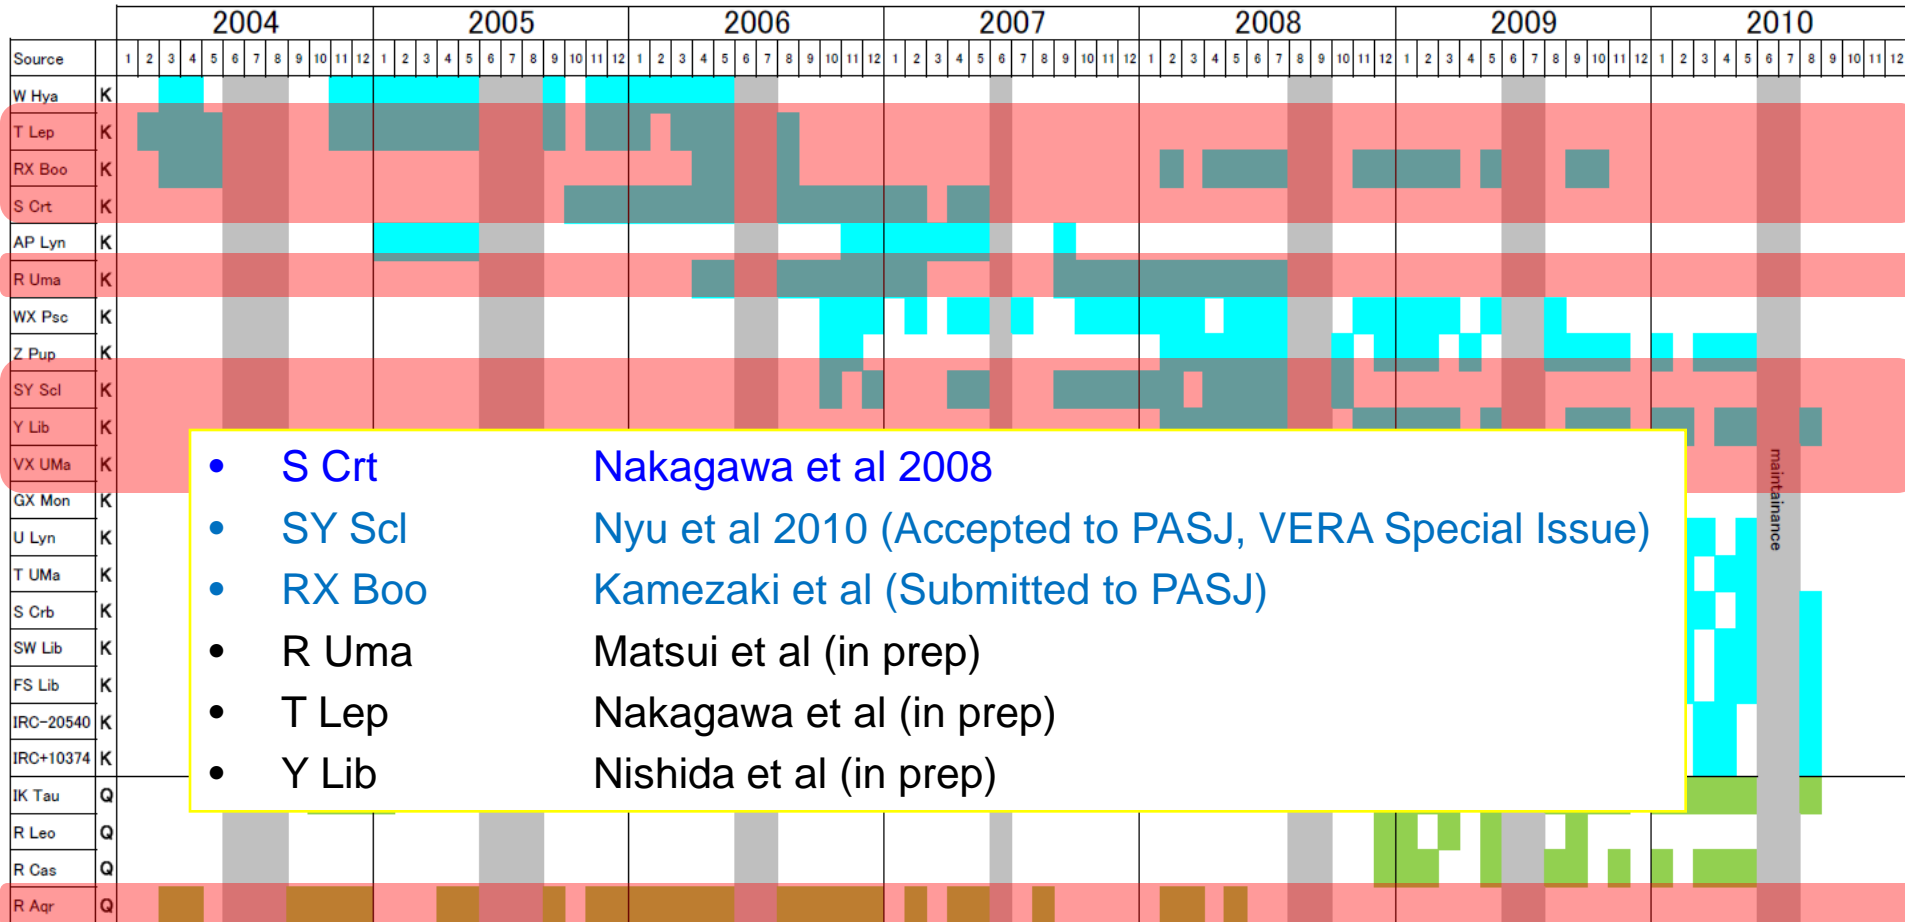 2004 2005 2006 2007 2008 2009 2010
Source 1 2 3 4 5 6 7 8 9 10 11 12 1 2 3 4 5 6 7 8 9 10 11 12 1 2 3 4 5 6 7 8 9 10 11 12 1 2 3 4 5 6 7 8 9 10 11 12 1 2 3 4 5 6 7 8 9 10 11 12 1 2 3 4 5 6 7 8 9 10 11 12 1 2 3 4 5 6 7 8 9 10 11 12
W Hya K
T Lep K
RX Boo K
S Crt K
AP Lyn K
R Uma K
WX Psc K
Z Pup K
SY Scl K
Y Lib K
VX UMa K
GX Mon K
U Lyn K
T UMa K
S Crb K
SW Lib K
FS Lib K
IRC-20540 K
IRC+10374 K
IK Tau Q
R Leo Q
R Cas Q
R Aqr Q
maintainance
• S Crt Nakagawa et al 2008
• SY Scl Nyu et al 2010 (Accepted to PASJ, VERA Special Issue)
• RX Boo Kamezaki et al (Submitted to PASJ)
• R Uma Matsui et al (in prep)
• T Lep Nakagawa et al (in prep)
• Y Lib Nishida et al (in prep)